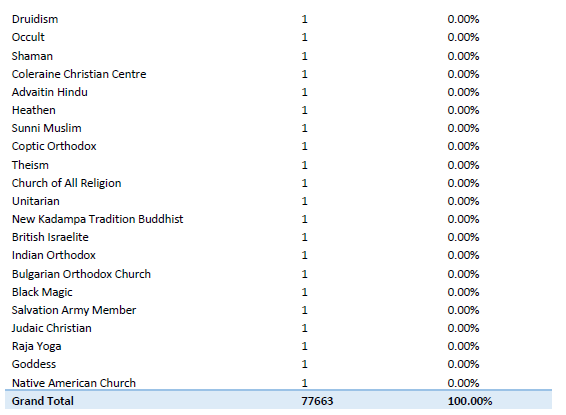 Druidism 1 0.00%
Occult 1 0.00%
Shaman 1 0.00%
Coleraine Christian Centre 1 0.00%
Advaitin Hindu 1 0.00%
Heathen 1 0.00%
Sunni Muslim 1 0.00%
Coptic Orthodox 1 0.00%
Theism 1 0.00%
Church of All Religion 1 0.00%
Unitarian 1 0.00%
New Kadampa Tradition Buddhist 1 0.00%
British Israelite 1 0.00%
Indian Orthodox 1 0.00%
Bulgarian Orthodox Church 1 0.00%
Black Magic 1 0.00%
Salvation Army Member 1 0.00%
Judaic Christian 1 0.00%
Raja Yoga 1 0.00%
Goddess 1 0.00%
Native American Church 1 0.00%
Grand Total 77663 100.00%